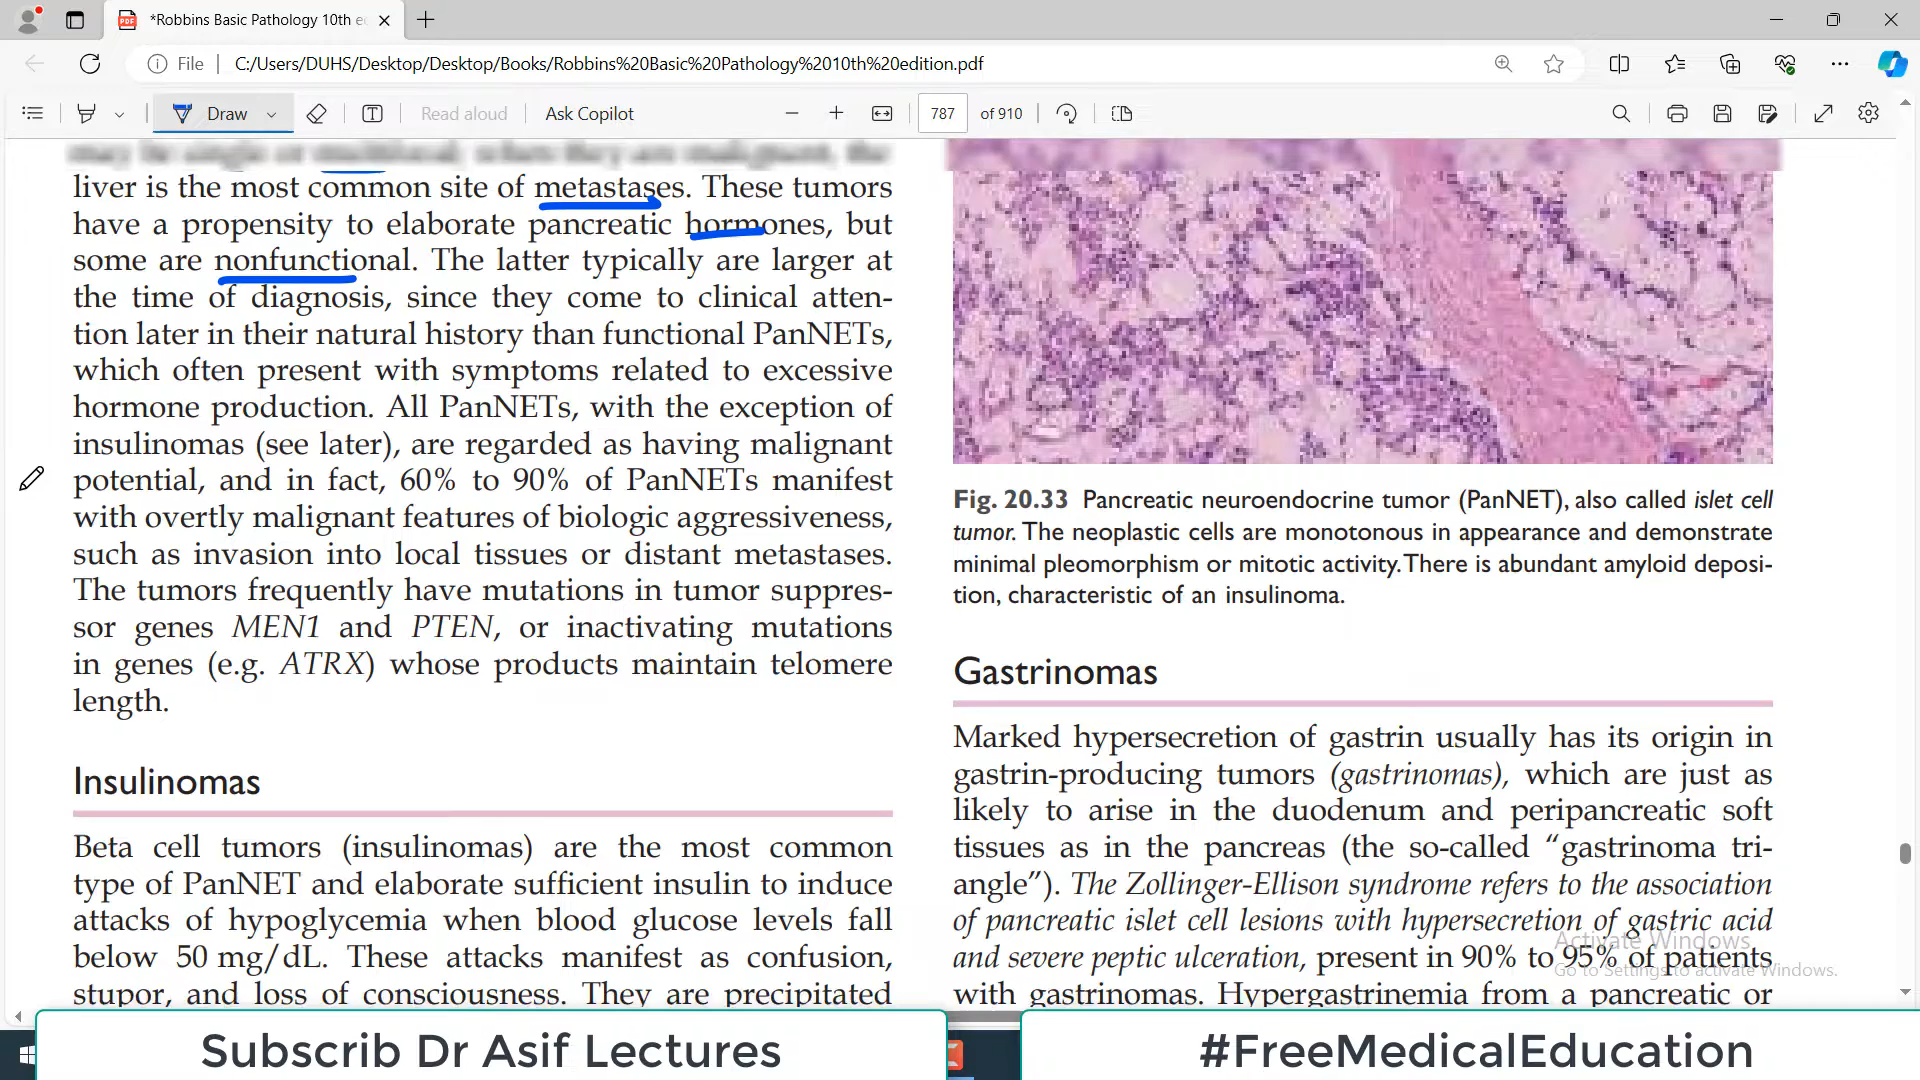 *Robbins Basic Pathology 10th e
File
C:/Users/DUHS/Desktop/Desktop/Books/Robbins%20Basic%20Pathology%2010th%20edition.pdf
Draw
Read aloud
Ask Copilot
787
of 910
may be single or multifocal; when they are malignant, the
liver is the most common site of metastases. These tumors
have a propensity to elaborate pancreatic hormones, but
some are nonfunctional. The latter typically are larger at
the time of diagnosis, since they come to clinical atten-
tion later in their natural history than functional PanNETs,
which often present with symptoms related to excessive
hormone production. All PanNETs, with the exception of
insulinomas (see later), are regarded as having malignant
potential, and in fact, 60% to 90% of PanNETs manifest
with overtly malignant features of biologic aggressiveness,
such as invasion into local tissues or distant metastases.
The tumors frequently have mutations in tumor suppres-
sor genes MEN1 and PTEN, or inactivating mutations
in genes (e.g. ATRX) whose products maintain telomere
length.
Insulinomas
Beta cell tumors (insulinomas) are the most common
type of PanNET and elaborate sufficient insulin to induce
attacks of hypoglycemia when blood glucose levels fall
below 50 mg/dL. These attacks manifest as confusion,
stupor, and loss of consciousness. They are precipitated
Fig. 20.33 Pancreatic neuroendocrine tumor (PanNET), also called islet cell
tumor. The neoplastic cells are monotonous in appearance and demonstrate
minimal pleomorphism or mitotic activity. There is abundant amyloid deposi-
tion, characteristic of an insulinoma.
Gastrinomas
Marked hypersecretion of gastrin usually has its origin in
gastrin-producing tumors (gastrinomas), which are just as
likely to arise in the duodenum and peripancreatic soft
tissues as in the pancreas (the so-called “gastrinoma tri-
angle”). The Zollinger-Ellison syndrome refers to the association
of pancreatic islet cell lesions with hypersecretion of gastric acid
and severe peptic ulceration, present in 90% to 95% of patients
with gastrinomas. Hypergastrinemia from a pancreatic or
Activate Windows
Go to Settings to activate Windows.
Subscrib Dr Asif Lectures
#FreeMedicalEducation